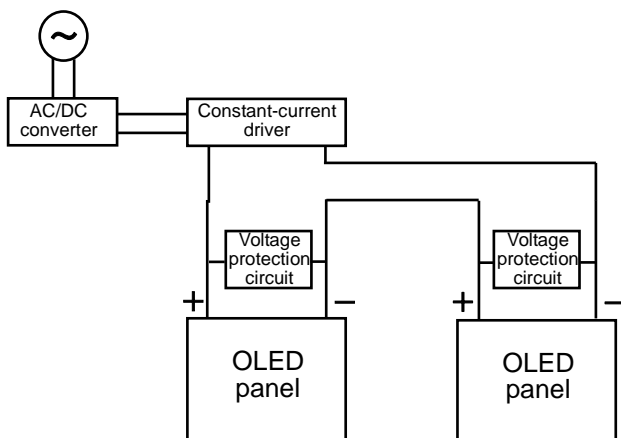 ~
AC/DC
converter
Constant-current
driver
Voltage
protection
circuit
Voltage
protection
circuit
+
−
+
−
OLED
panel
OLED
panel